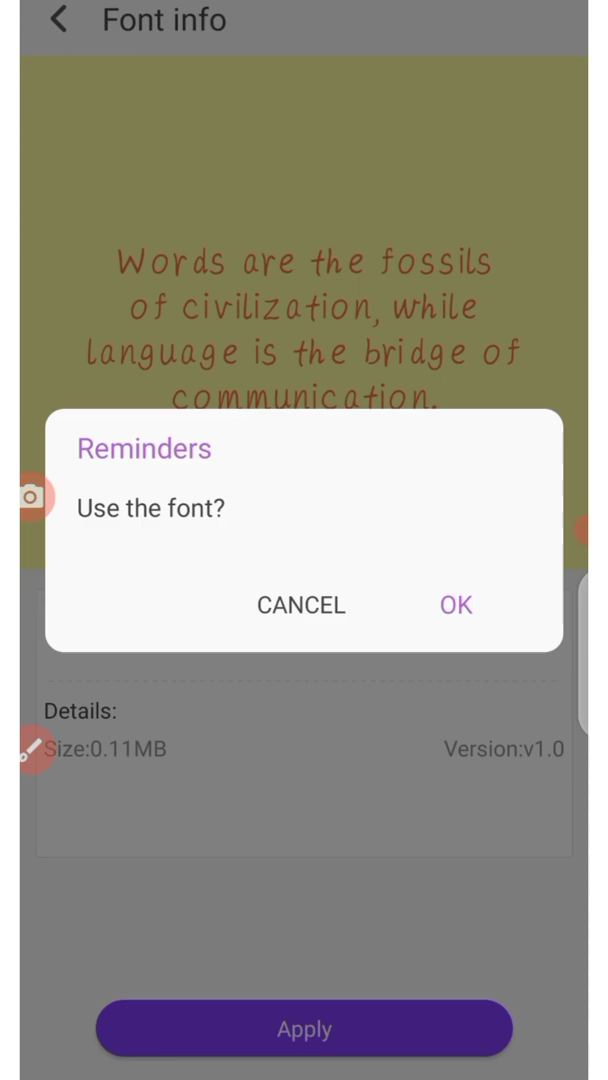 Font info
Words are the fossils
of civilization, while
language is the bridge of
communication.
Reminders
Use the font?
CANCEL OK
Details:
Size:0.11MB Version:v1.0
Apply